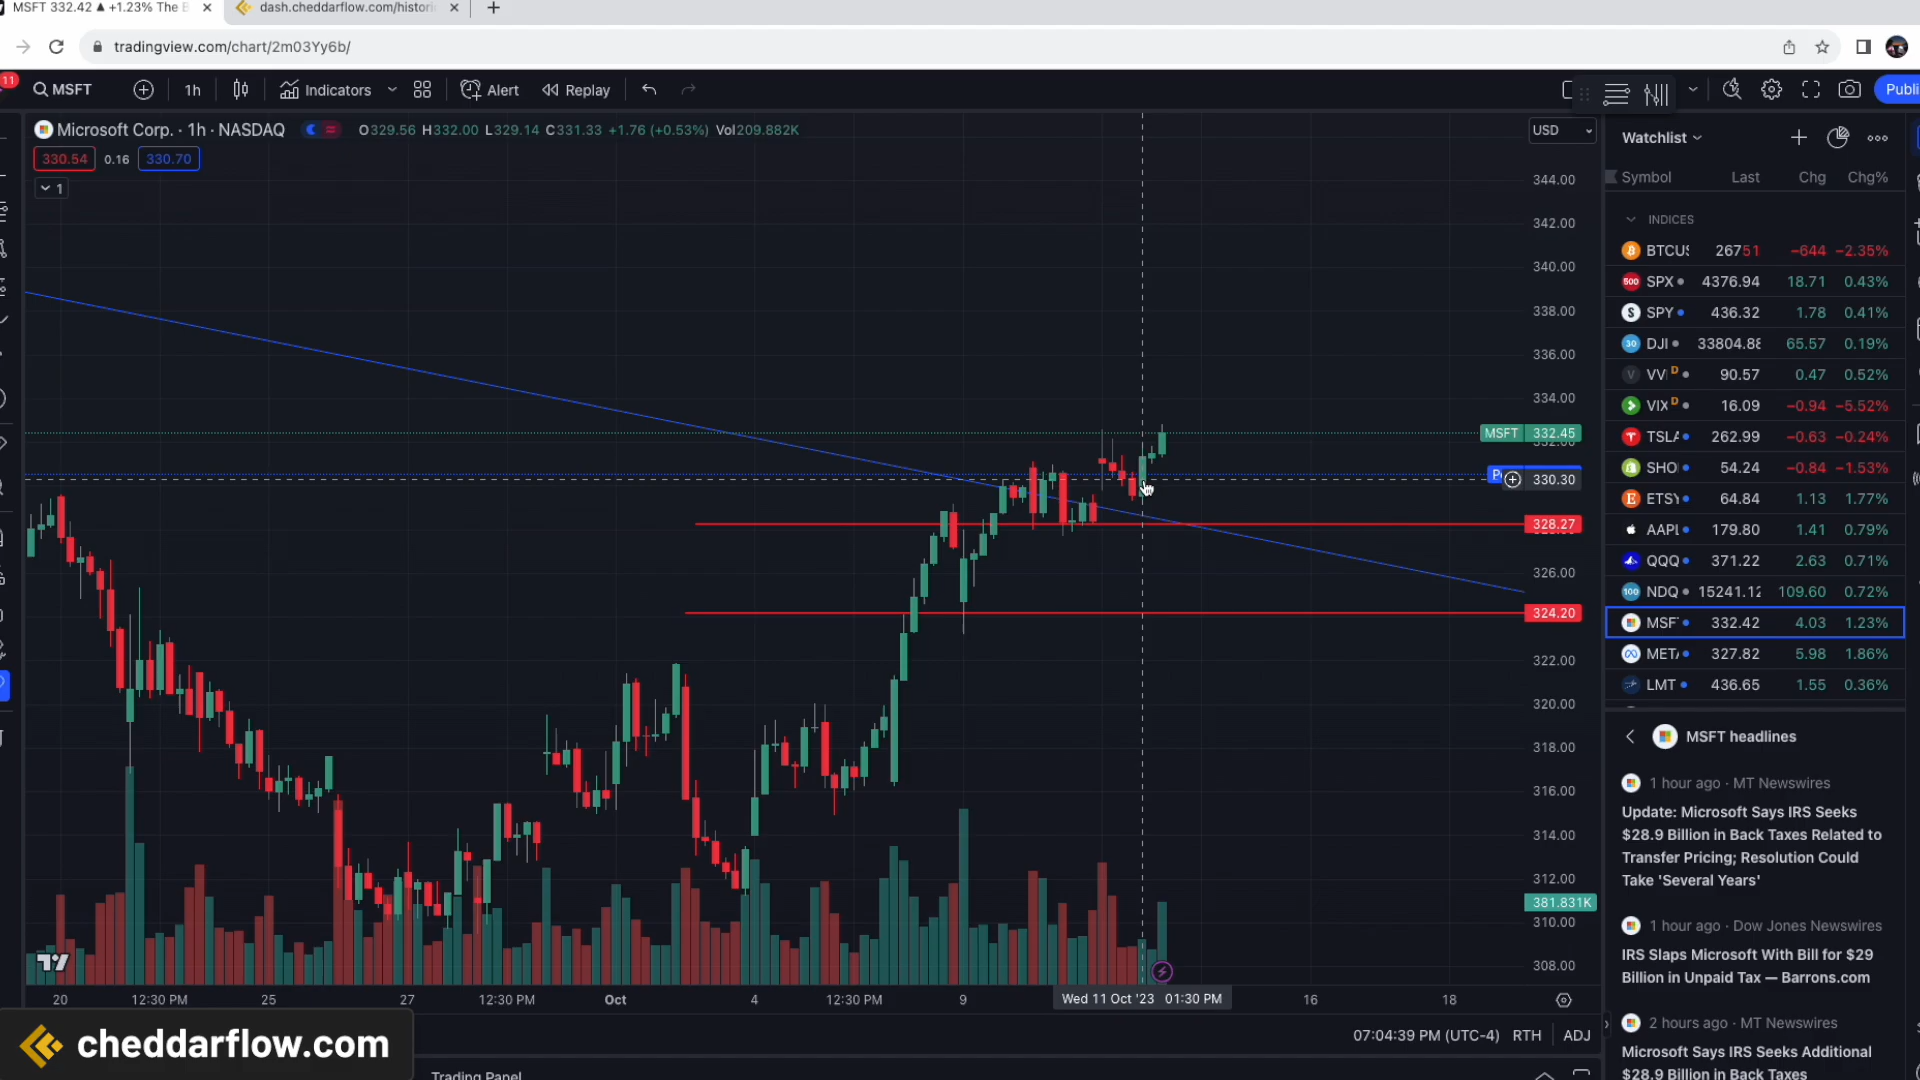 MSFT 332.42 ▲ +1.23% The B
dash.cheddarflow.com/histori
tradingview.com/chart/2m03Yy6b/
11
MSFT
1h
Indicators
Alert
Replay
Publi
Microsoft Corp. · 1h · NASDAQ
O329.56 H332.00 L329.14 C331.33 +1.76 (+0.53%) Vol209.882K
330.54 0.16 330.70
1
USD
344.00
342.00
340.00
338.00
336.00
334.00
MSFT 332.45
332.00
330.30
328.27
326.00
324.20
322.00
320.00
318.00
316.00
314.00
312.00
381.831K
310.00
308.00
20 12:30 PM 25 27 12:30 PM Oct 4 12:30 PM 9 Wed 11 Oct '23 01:30 PM 16 18
07:04:39 PM (UTC-4) RTH ADJ
Trading Panel
cheddarflow.com
Watchlist
Symbol Last Chg Chg%
INDICES
BTCUS 26751 −644 −2.35%
500 SPX 4376.94 18.71 0.43%
S SPY 436.32 1.78 0.41%
30 DJI 33804.88 65.57 0.19%
V VVI D 90.57 0.47 0.52%
VIX D 16.09 −0.94 −5.52%
TSLA 262.99 −0.63 −0.24%
SHO 54.24 −0.84 −1.53%
E ETSY 64.84 1.13 1.77%
AAPL 179.80 1.41 0.79%
QQQ 371.22 2.63 0.71%
100 NDQ 15241.12 109.60 0.72%
MSF 332.42 4.03 1.23%
META 327.82 5.98 1.86%
LMT 436.65 1.55 0.36%
MSFT headlines
1 hour ago · MT Newswires
Update: Microsoft Says IRS Seeks
$28.9 Billion in Back Taxes Related to
Transfer Pricing; Resolution Could
Take 'Several Years'
1 hour ago · Dow Jones Newswires
IRS Slaps Microsoft With Bill for $29
Billion in Unpaid Tax — Barrons.com
2 hours ago · MT Newswires
Microsoft Says IRS Seeks Additional
$28.9 Billion in Back Taxes